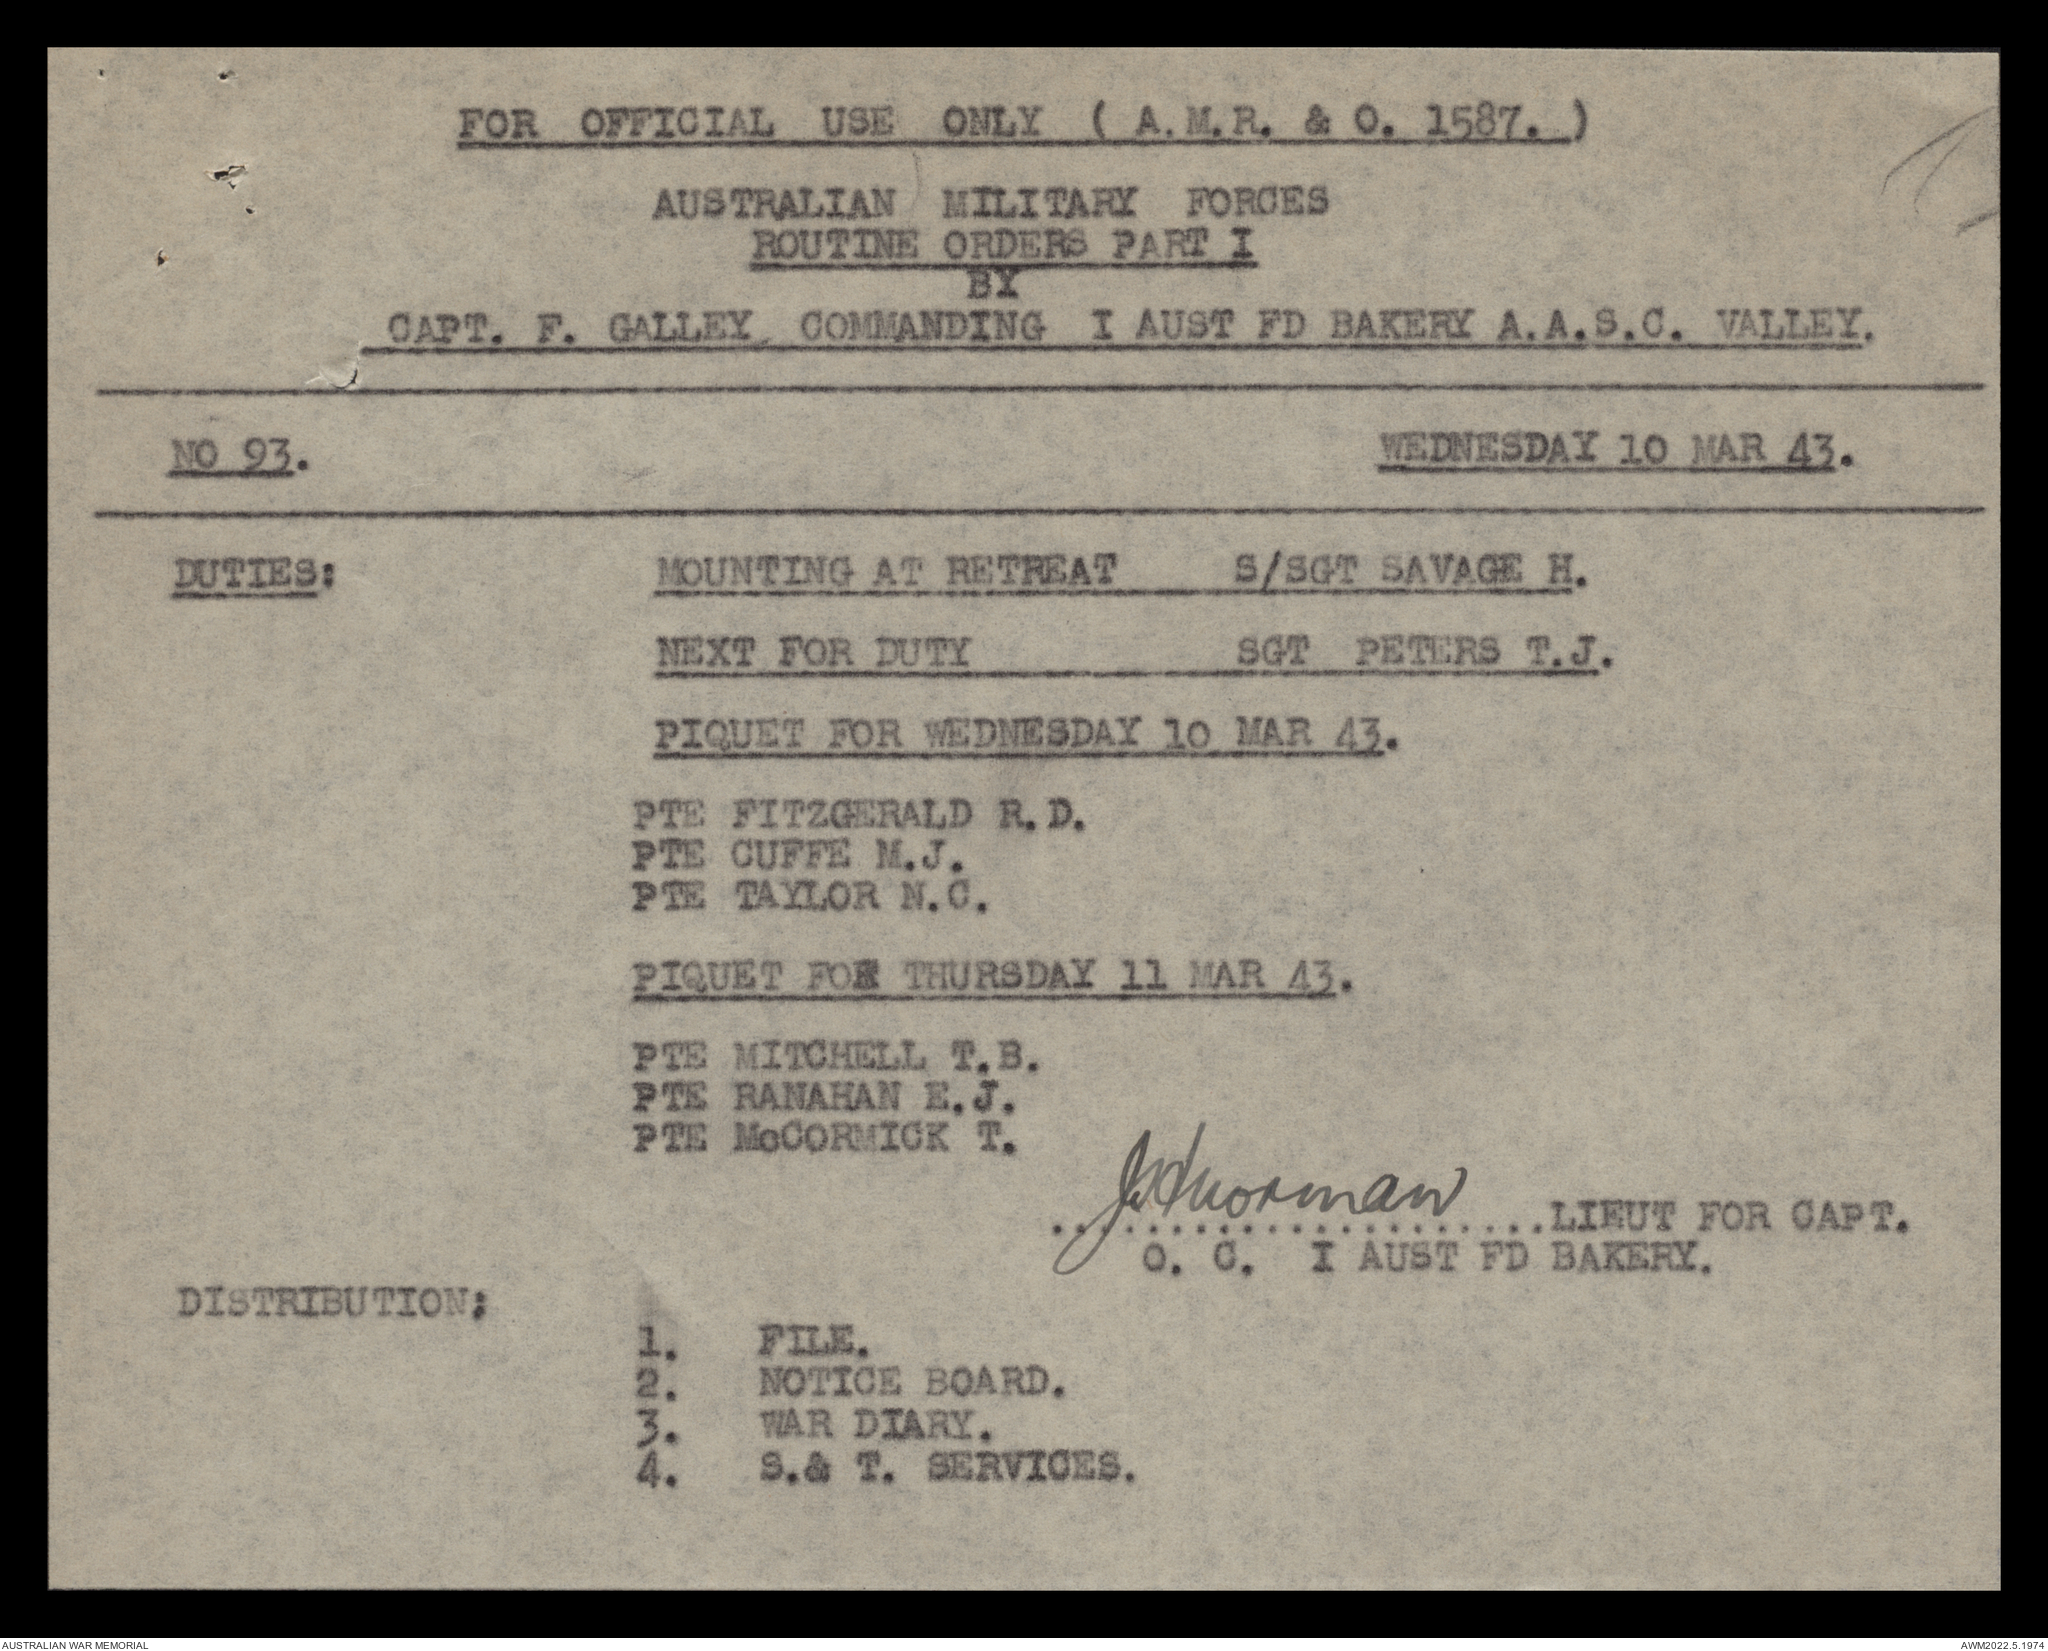 FOR OFFICIAL USE ONLY ( A.M.R. & O. 1587. )
AUSTRALIAN MILITARY FORCES
ROUTINE ORDERS PART I
BY
CAPT. F. GALLEY, COMMANDING I AUST FD BAKERY A.A.S.C. VALLEY.
NO 93. WEDNESDAY 10 MAR 43.
DUTIES: MOUNTING AT RETREAT S/SGT SAVAGE H.
NEXT FOR DUTY SGT PETERS T.J.
PIQUET FOR WEDNESDAY 10 MAR 43.
PTE FITZGERALD R.D.
PTE CUFFE M.J.
PTE TAYLOR N.C.
PIQUET FOR THURSDAY 11 MAR 43.
PTE MITCHELL T.B.
PTE RANAHAN E.J.
PTE McCORMICK T.
....................LIEUT FOR CAPT.
O. C. I AUST FD BAKERY.
DISTRIBUTION:
1. FILE.
2. NOTICE BOARD.
3. WAR DIARY.
4. S.& T. SERVICES.
AUSTRALIAN WAR MEMORIAL AWM2022.5.1974